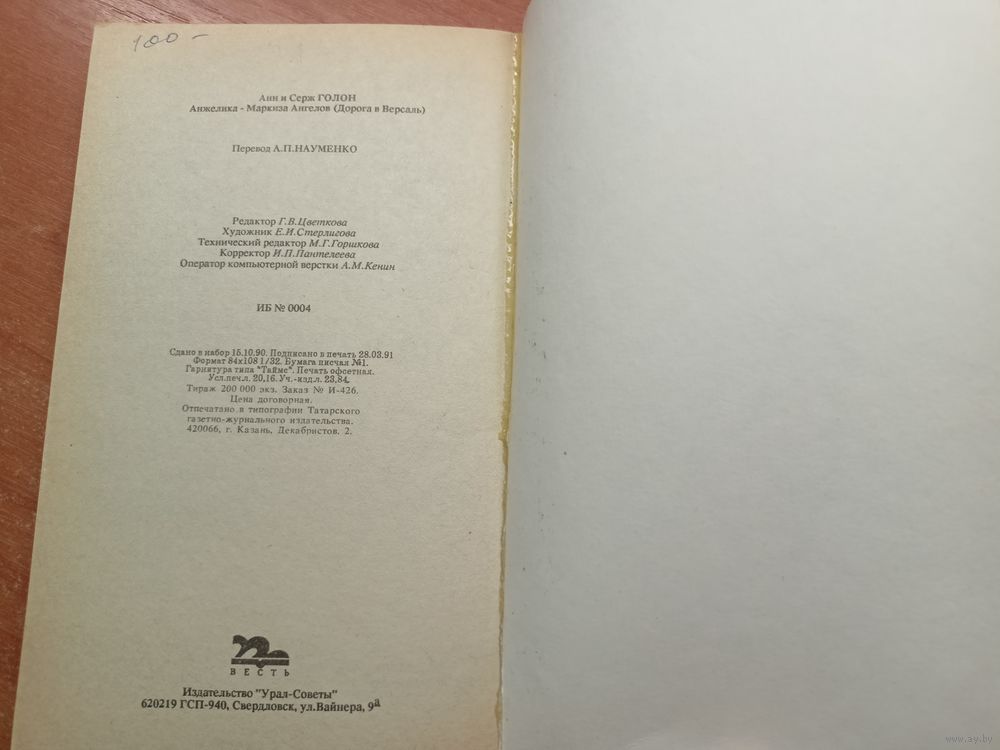 100 -
Анн и Серж ГОЛОН
Анжелика - Маркиза Ангелов (Дорога в Версаль)
Перевод А.П.НАУМЕНКО
Редактор Г.В.Цветкова
Художник Е.И.Стерлигова
Технический редактор М.Г.Горшкова
Корректор И.П.Пантелеева
Оператор компьютерной верстки А.М.Кенин
ИБ № 0004
Сдано в набор 15.10.90. Подписано в печать 28.03.91
Формат 84х108 1/32. Бумага писчая №1.
Гарнитура типа "Таймс". Печать офсетная.
Усл.печ.л. 20,16. Уч.-изд.л. 23,84.
Тираж 200 000 экз. Заказ № И-426.
Цена договорная.
Отпечатано в типографии Татарского
газетно-журнального издательства.
420066, г. Казань, Декабристов, 2.
ВЕСТЬ
Издательство "Урал-Советы"
620219 ГСП-940, Свердловск, ул.Вайнера, 9а
www.ay.by